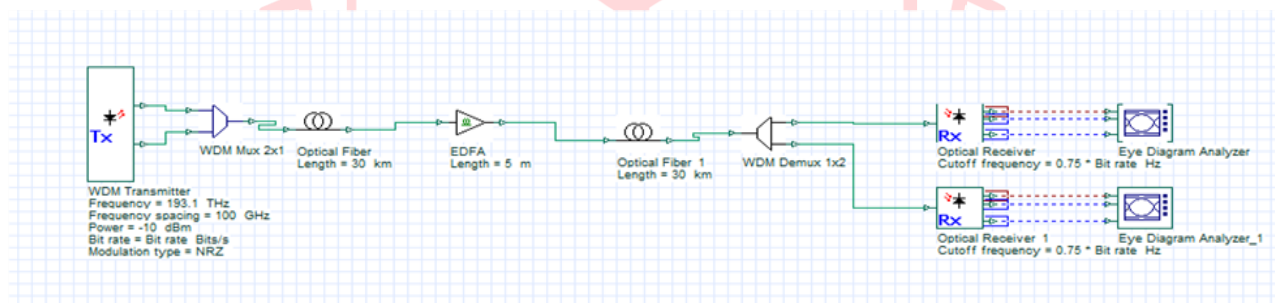 Tx
WDM Transmitter
Frequency = 193.1 THz
Frequency spacing = 100 GHz
Power = -10 dBm
Bit rate = Bit rate Bits/s
Modulation type = NRZ
WDM Mux 2x1
Optical Fiber
Length = 30 km
EDFA
Length = 5 m
Optical Fiber 1
Length = 30 km
WDM Demux 1x2
Rx
Optical Receiver
Cutoff frequency = 0.75 * Bit rate Hz
Eye Diagram Analyzer
Rx
Optical Receiver 1
Cutoff frequency = 0.75 * Bit rate Hz
Eye Diagram Analyzer_1